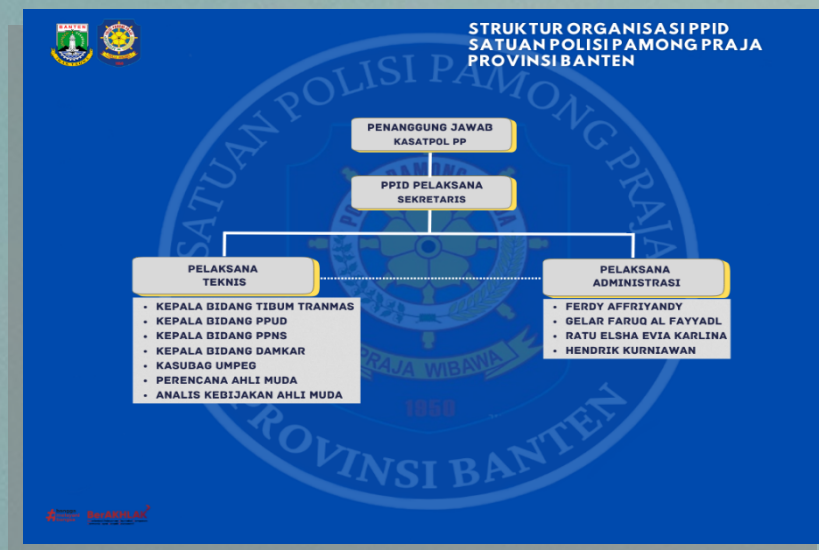 STRUKTUR ORGANISASI PPID
SATUAN POLISI PAMONG PRAJA
PROVINSI BANTEN
BANTEN
SATUAN POLISI PAMONG PRAJA
PENANGGUNG JAWAB
KASATPOL PP
PPID PELAKSANA
SEKRETARIS
PELAKSANA
TEKNIS
• KEPALA BIDANG TIBUM TRANMAS
• KEPALA BIDANG PPUD
• KEPALA BIDANG PPNS
• KEPALA BIDANG DAMKAR
• KASUBAG UMPEG
• PERENCANA AHLI MUDA
• ANALIS KEBIJAKAN AHLI MUDA
PELAKSANA
ADMINISTRASI
• FERDY AFFRIYANDY
• GELAR FARUQ AL FAYYADL
• RATU ELSHA EVIA KARLINA
• HENDRIK KURNIAWAN
PRAJA WIBAWA
1950
PROVINSI BANTEN
BerAKHLAK